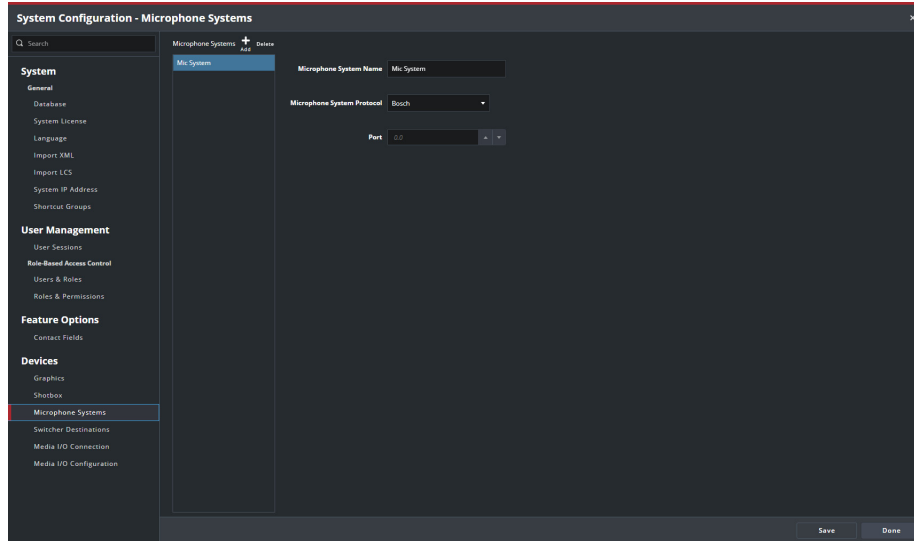 System Configuration - Microphone Systems
×
Search
System
General
Database
System License
Language
Import XML
Import LCS
System IP Address
Shortcut Groups
User Management
User Sessions
Role-Based Access Control
Users & Roles
Roles & Permissions
Feature Options
Contact Fields
Devices
Graphics
Shotbox
Microphone Systems
Switcher Destinations
Media I/O Connection
Media I/O Configuration
Microphone Systems Add Delete
Mic System
Microphone System Name Mic System
Microphone System Protocol Bosch
Port 0.0
Save Done